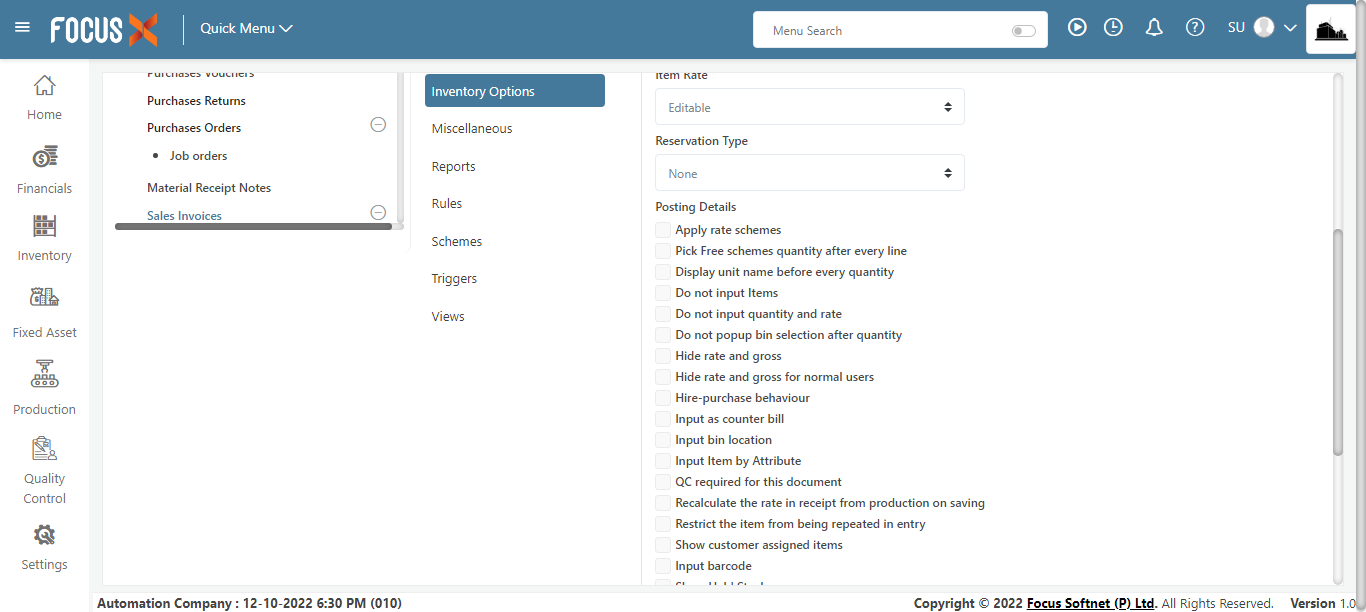 FOCUS X
Quick Menu
Menu Search
SU
Home
Financials
Inventory
Fixed Asset
Production
Quality
Control
Settings
Purchases Vouchers
Purchases Returns
Purchases Orders
Job orders
Material Receipt Notes
Sales Invoices
Inventory Options
Miscellaneous
Reports
Rules
Schemes
Triggers
Views
Item Rate
Editable
Reservation Type
None
Posting Details
Apply rate schemes
Pick Free schemes quantity after every line
Display unit name before every quantity
Do not input Items
Do not input quantity and rate
Do not popup bin selection after quantity
Hide rate and gross
Hide rate and gross for normal users
Hire-purchase behaviour
Input as counter bill
Input bin location
Input Item by Attribute
QC required for this document
Recalculate the rate in receipt from production on saving
Restrict the item from being repeated in entry
Show customer assigned items
Input barcode
Automation Company : 12-10-2022 6:30 PM (010)
Copyright © 2022 Focus Softnet (P) Ltd. All Rights Reserved.
Version 1.0